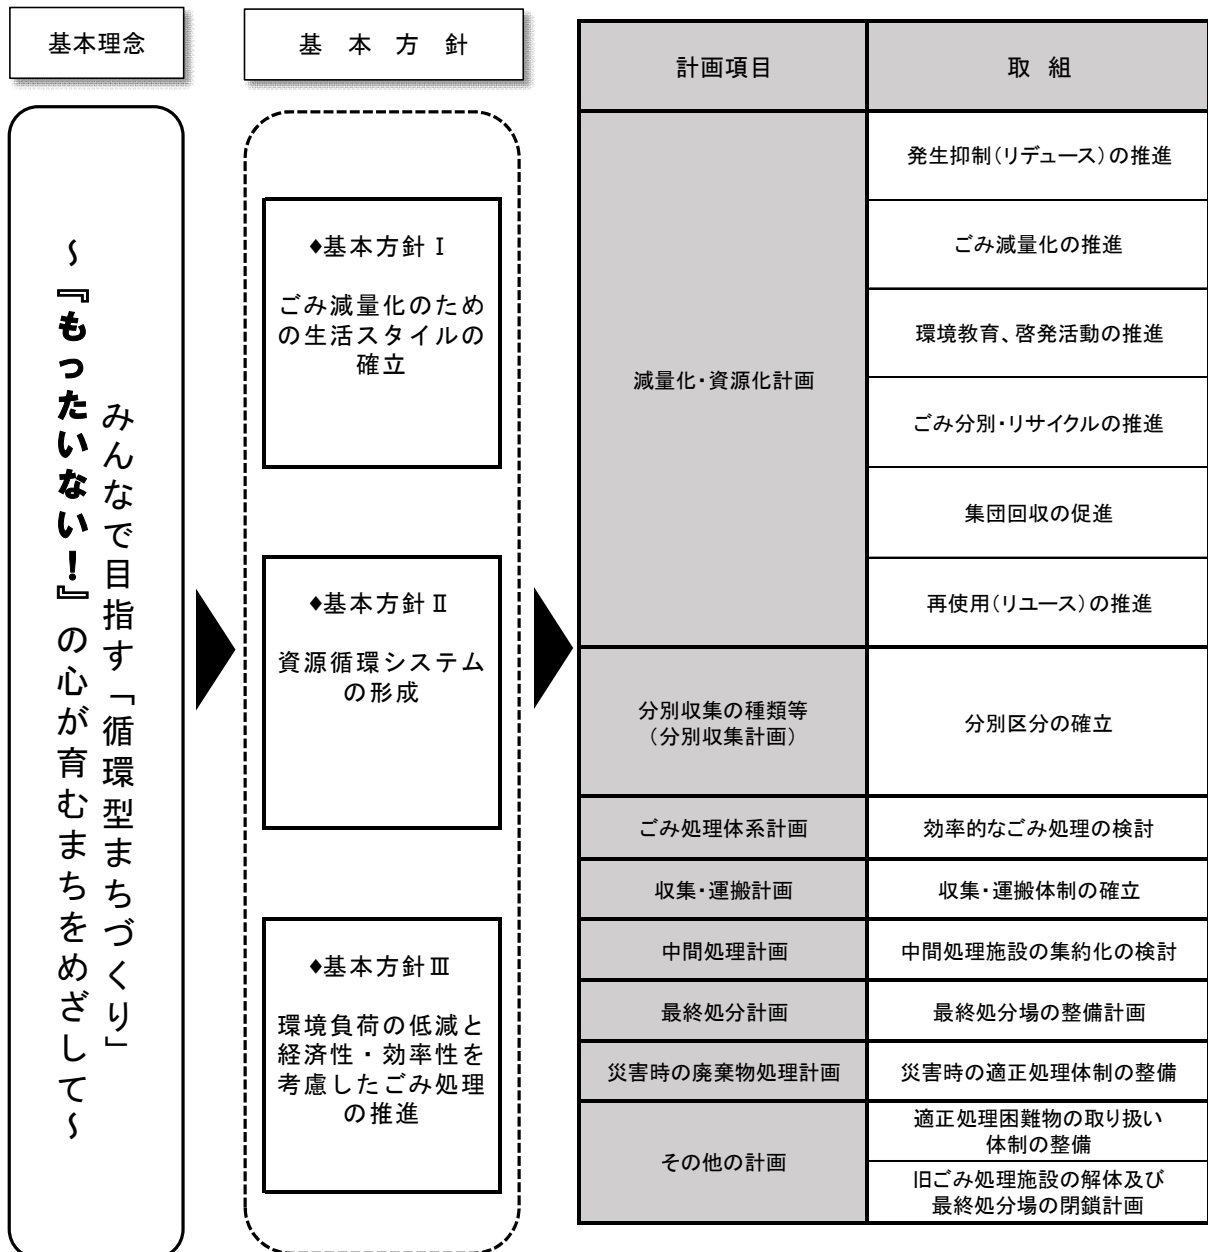 基本理念
みんなで目指す「循環型まちづくり」
～『もったいない！』の心が育むまちをめざして～
基 本 方 針
♦基本方針Ⅰ
ごみ減量化のため
の生活スタイルの
確立
♦基本方針Ⅱ
資源循環システム
の形成
♦基本方針Ⅲ
環境負荷の低減と
経済性・効率性を
考慮したごみ処理
の推進
計画項目
取 組
減量化・資源化計画
発生抑制（リデュース）の推進
ごみ減量化の推進
環境教育、啓発活動の推進
ごみ分別・リサイクルの推進
集団回収の促進
再使用（リユース）の推進
分別収集の種類等
（分別収集計画）
分別区分の確立
ごみ処理体系計画
効率的なごみ処理の検討
収集・運搬計画
収集・運搬体制の確立
中間処理計画
中間処理施設の集約化の検討
最終処分計画
最終処分場の整備計画
災害時の廃棄物処理計画
災害時の適正処理体制の整備
その他の計画
適正処理困難物の取り扱い
体制の整備
旧ごみ処理施設の解体及び
最終処分場の閉鎖計画